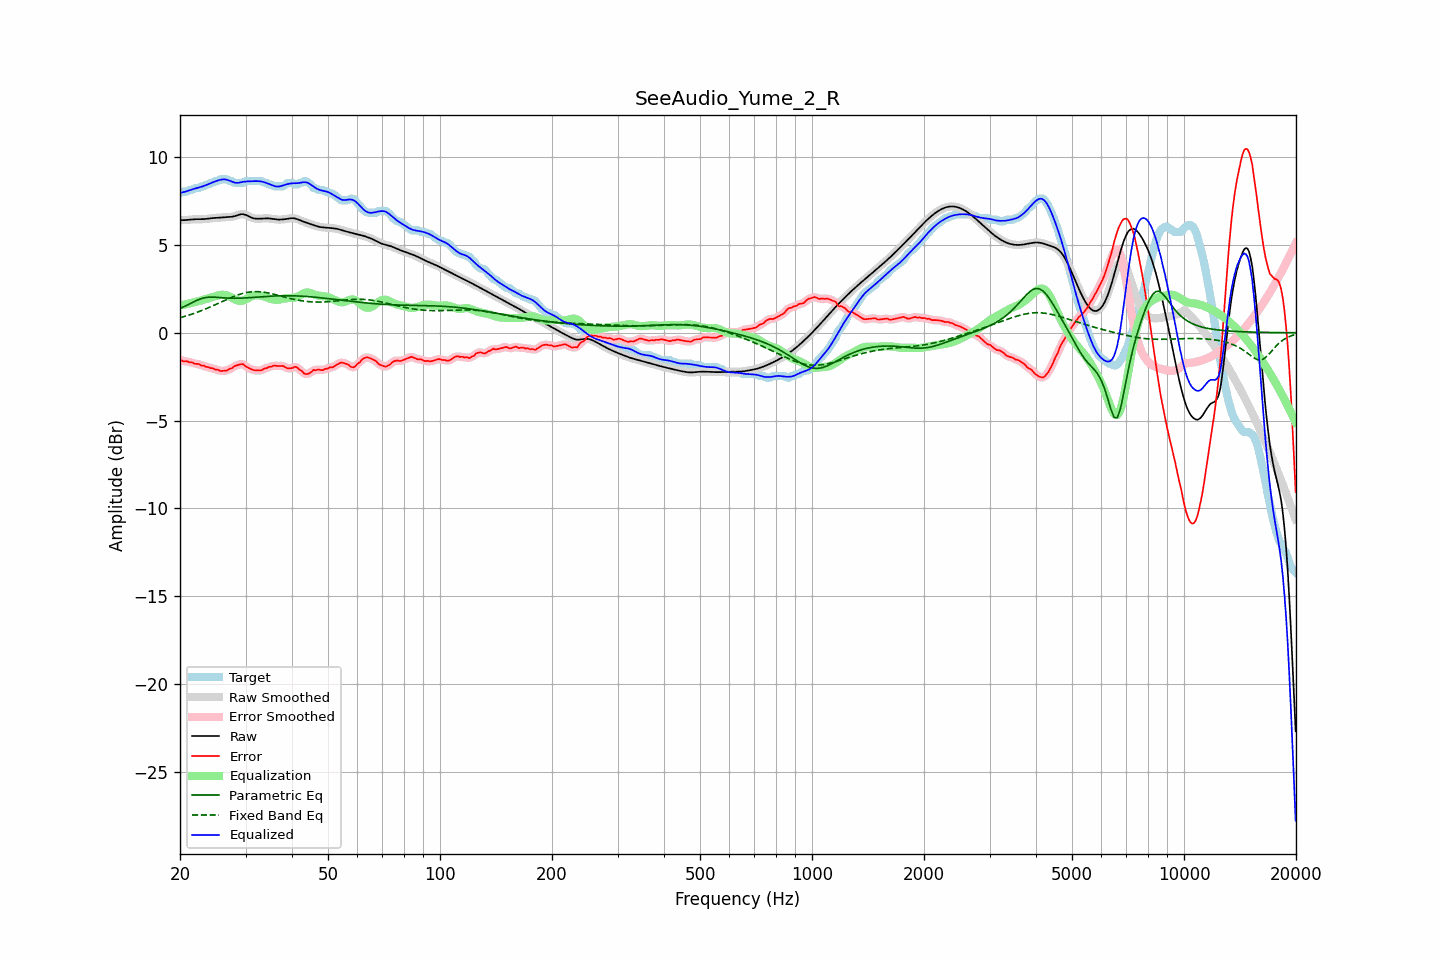 SeeAudio_Yume_2_R
10
5
0
−5
−10
−15
−20
−25
Amplitude (dBr)
Target
Raw Smoothed
Error Smoothed
Raw
Error
Equalization
Parametric Eq
Fixed Band Eq
Equalized
20 50 100 200 500 1000 2000 5000 10000 20000
Frequency (Hz)